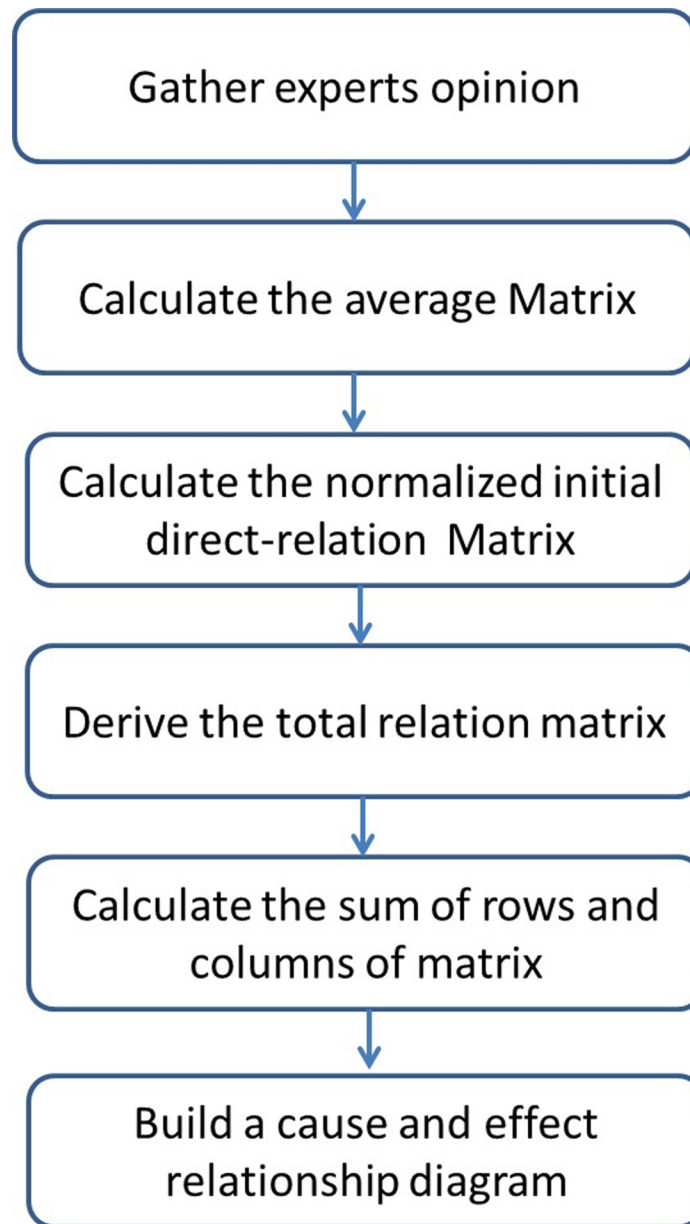 Gather experts opinion
Calculate the average Matrix
Calculate the normalized initial
direct-relation Matrix
Derive the total relation matrix
Calculate the sum of rows and
columns of matrix
Build a cause and effect
relationship diagram